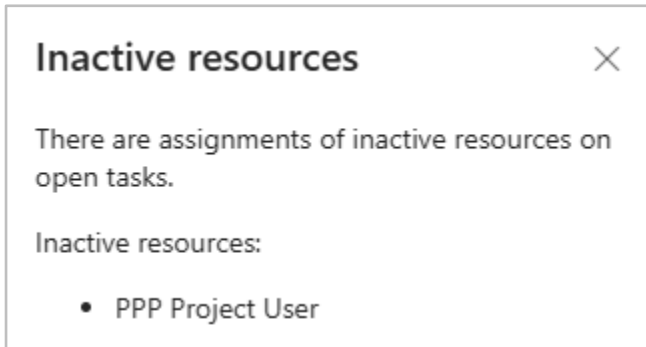 Inactive resources
There are assignments of inactive resources on
open tasks.
Inactive resources:
• PPP Project User